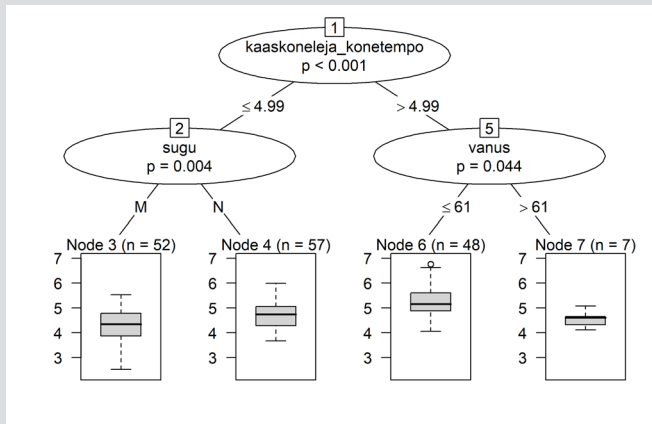 1
kaaskoneleja_konetempo
p < 0.001
≤ 4.99
> 4.99
2
sugu
p = 0.004
5
vanus
p = 0.044
M
N
≤ 61
> 61
Node 3 (n = 52)
7
6
5
4
3
Node 4 (n = 57)
7
6
5
4
3
Node 6 (n = 48)
7
6
5
4
3
Node 7 (n = 7)
7
6
5
4
3